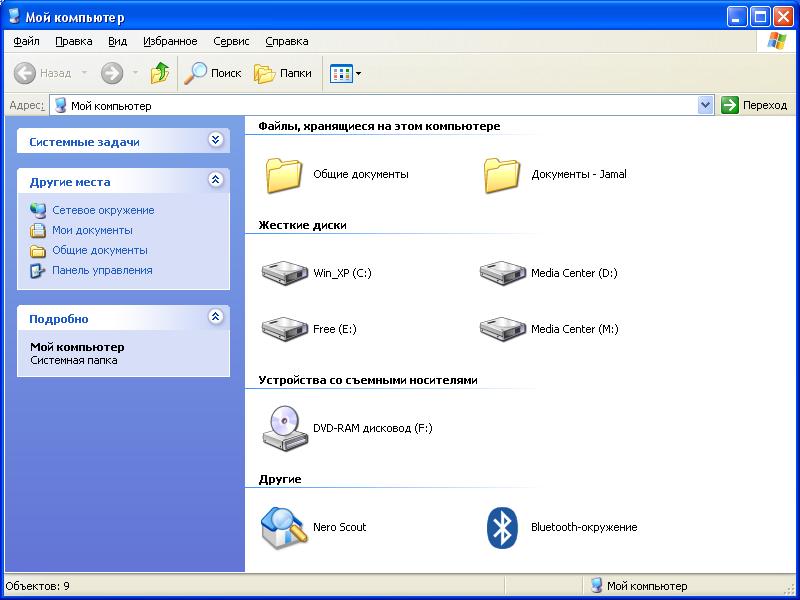 Мой компьютер
Файл Правка Вид Избранное Сервис Справка
Назад Поиск Папки
Адрес: Мой компьютер Переход
Системные задачи
Другие места
Сетевое окружение
Мои документы
Общие документы
Панель управления
Подробно
Мой компьютер
Системная папка
Файлы, хранящиеся на этом компьютере
Общие документы Документы - Jamal
Жесткие диски
Win_XP (C:) Media Center (D:)
Free (E:) Media Center (M:)
Устройства со съемными носителями
DVD-RAM дисковод (F:)
Другие
Nero Scout Bluetooth-окружение
Объектов: 9 Мой компьютер